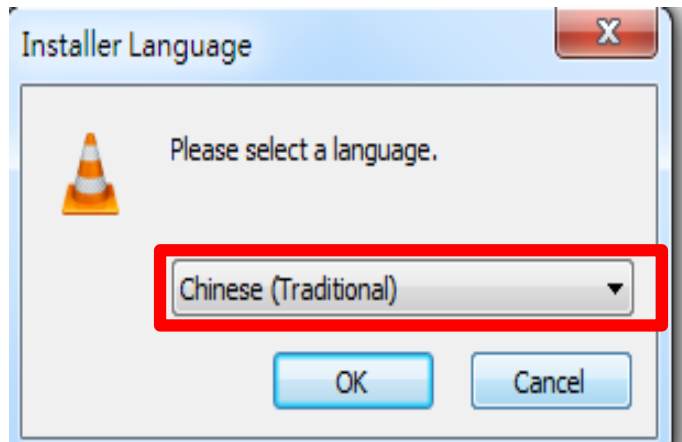 Installer Language
Please select a language.
Chinese (Traditional)
OK
Cancel